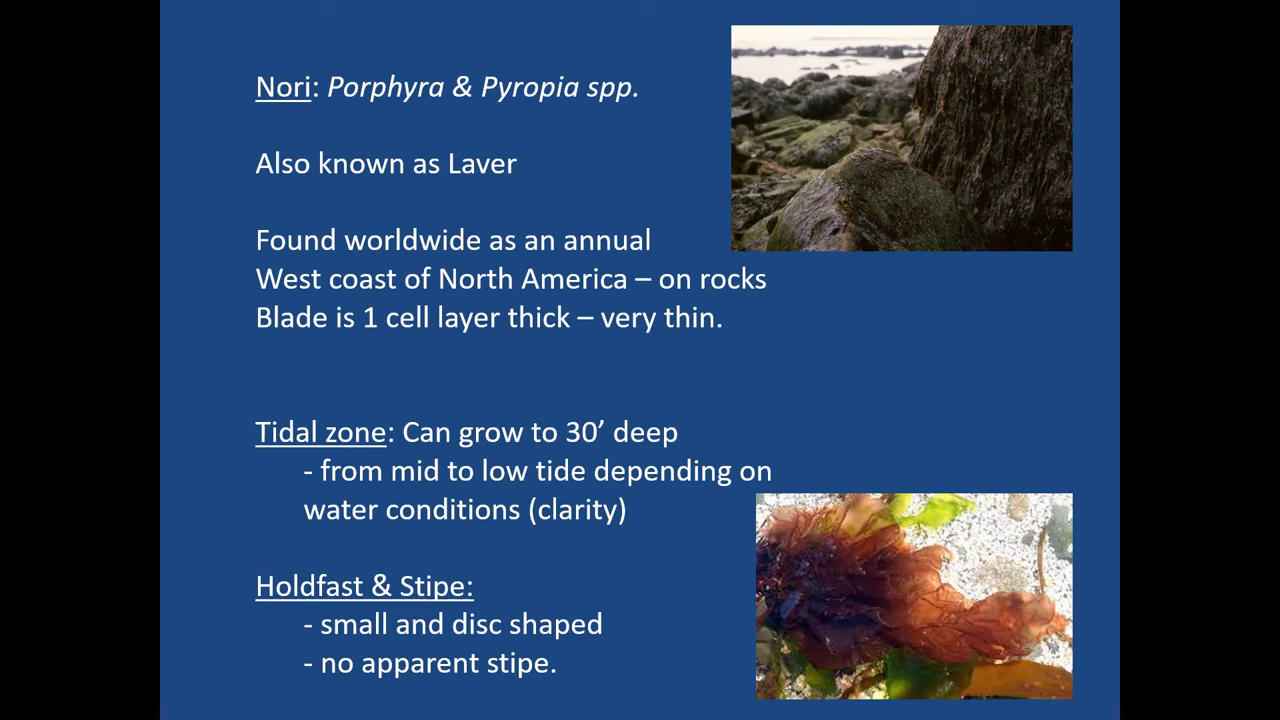 Nori: Porphyra & Pyropia spp.
Also known as Laver
Found worldwide as an annual
West coast of North America – on rocks
Blade is 1 cell layer thick – very thin.
Tidal zone: Can grow to 30’ deep
- from mid to low tide depending on
water conditions (clarity)
Holdfast & Stipe:
- small and disc shaped
- no apparent stipe.